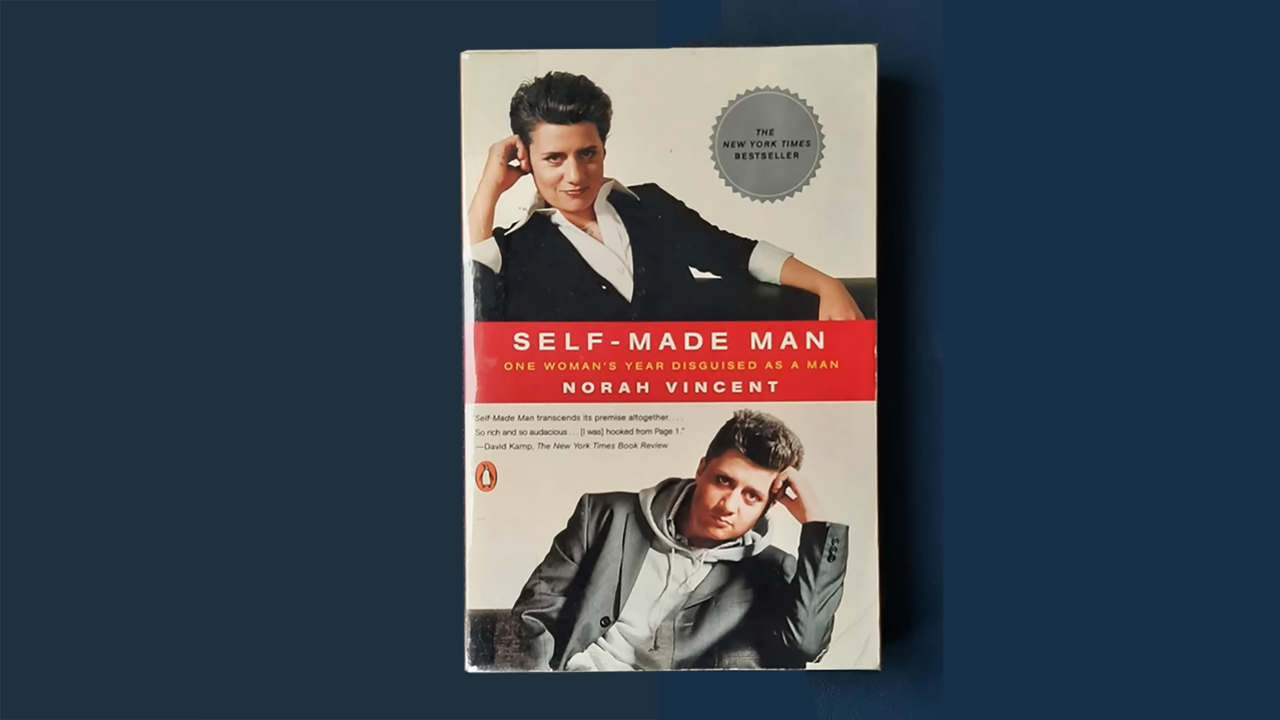 THE
NEW YORK TIMES
BESTSELLER
SELF-MADE MAN
ONE WOMAN'S YEAR DISGUISED AS A MAN
NORAH VINCENT
"Self-Made Man transcends its premise altogether. . . .
So rich and so audacious . . . [I was] hooked from Page 1."
—David Kamp, The New York Times Book Review